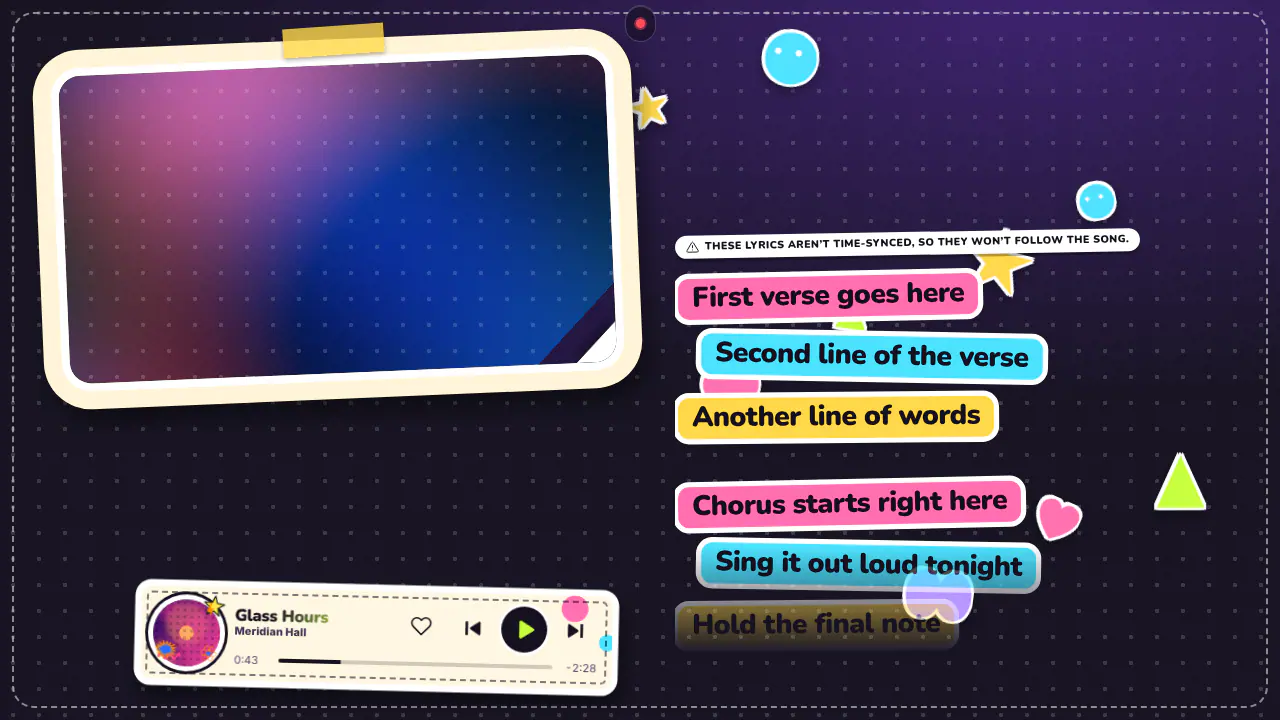 THESE LYRICS AREN'T TIME-SYNCED, SO THEY WON'T FOLLOW THE SONG.
First verse goes here
Second line of the verse
Another line of words
Chorus starts right here
Sing it out loud tonight
Hold the final note
Glass Hours
Meridian Hall
0:43
-2:28